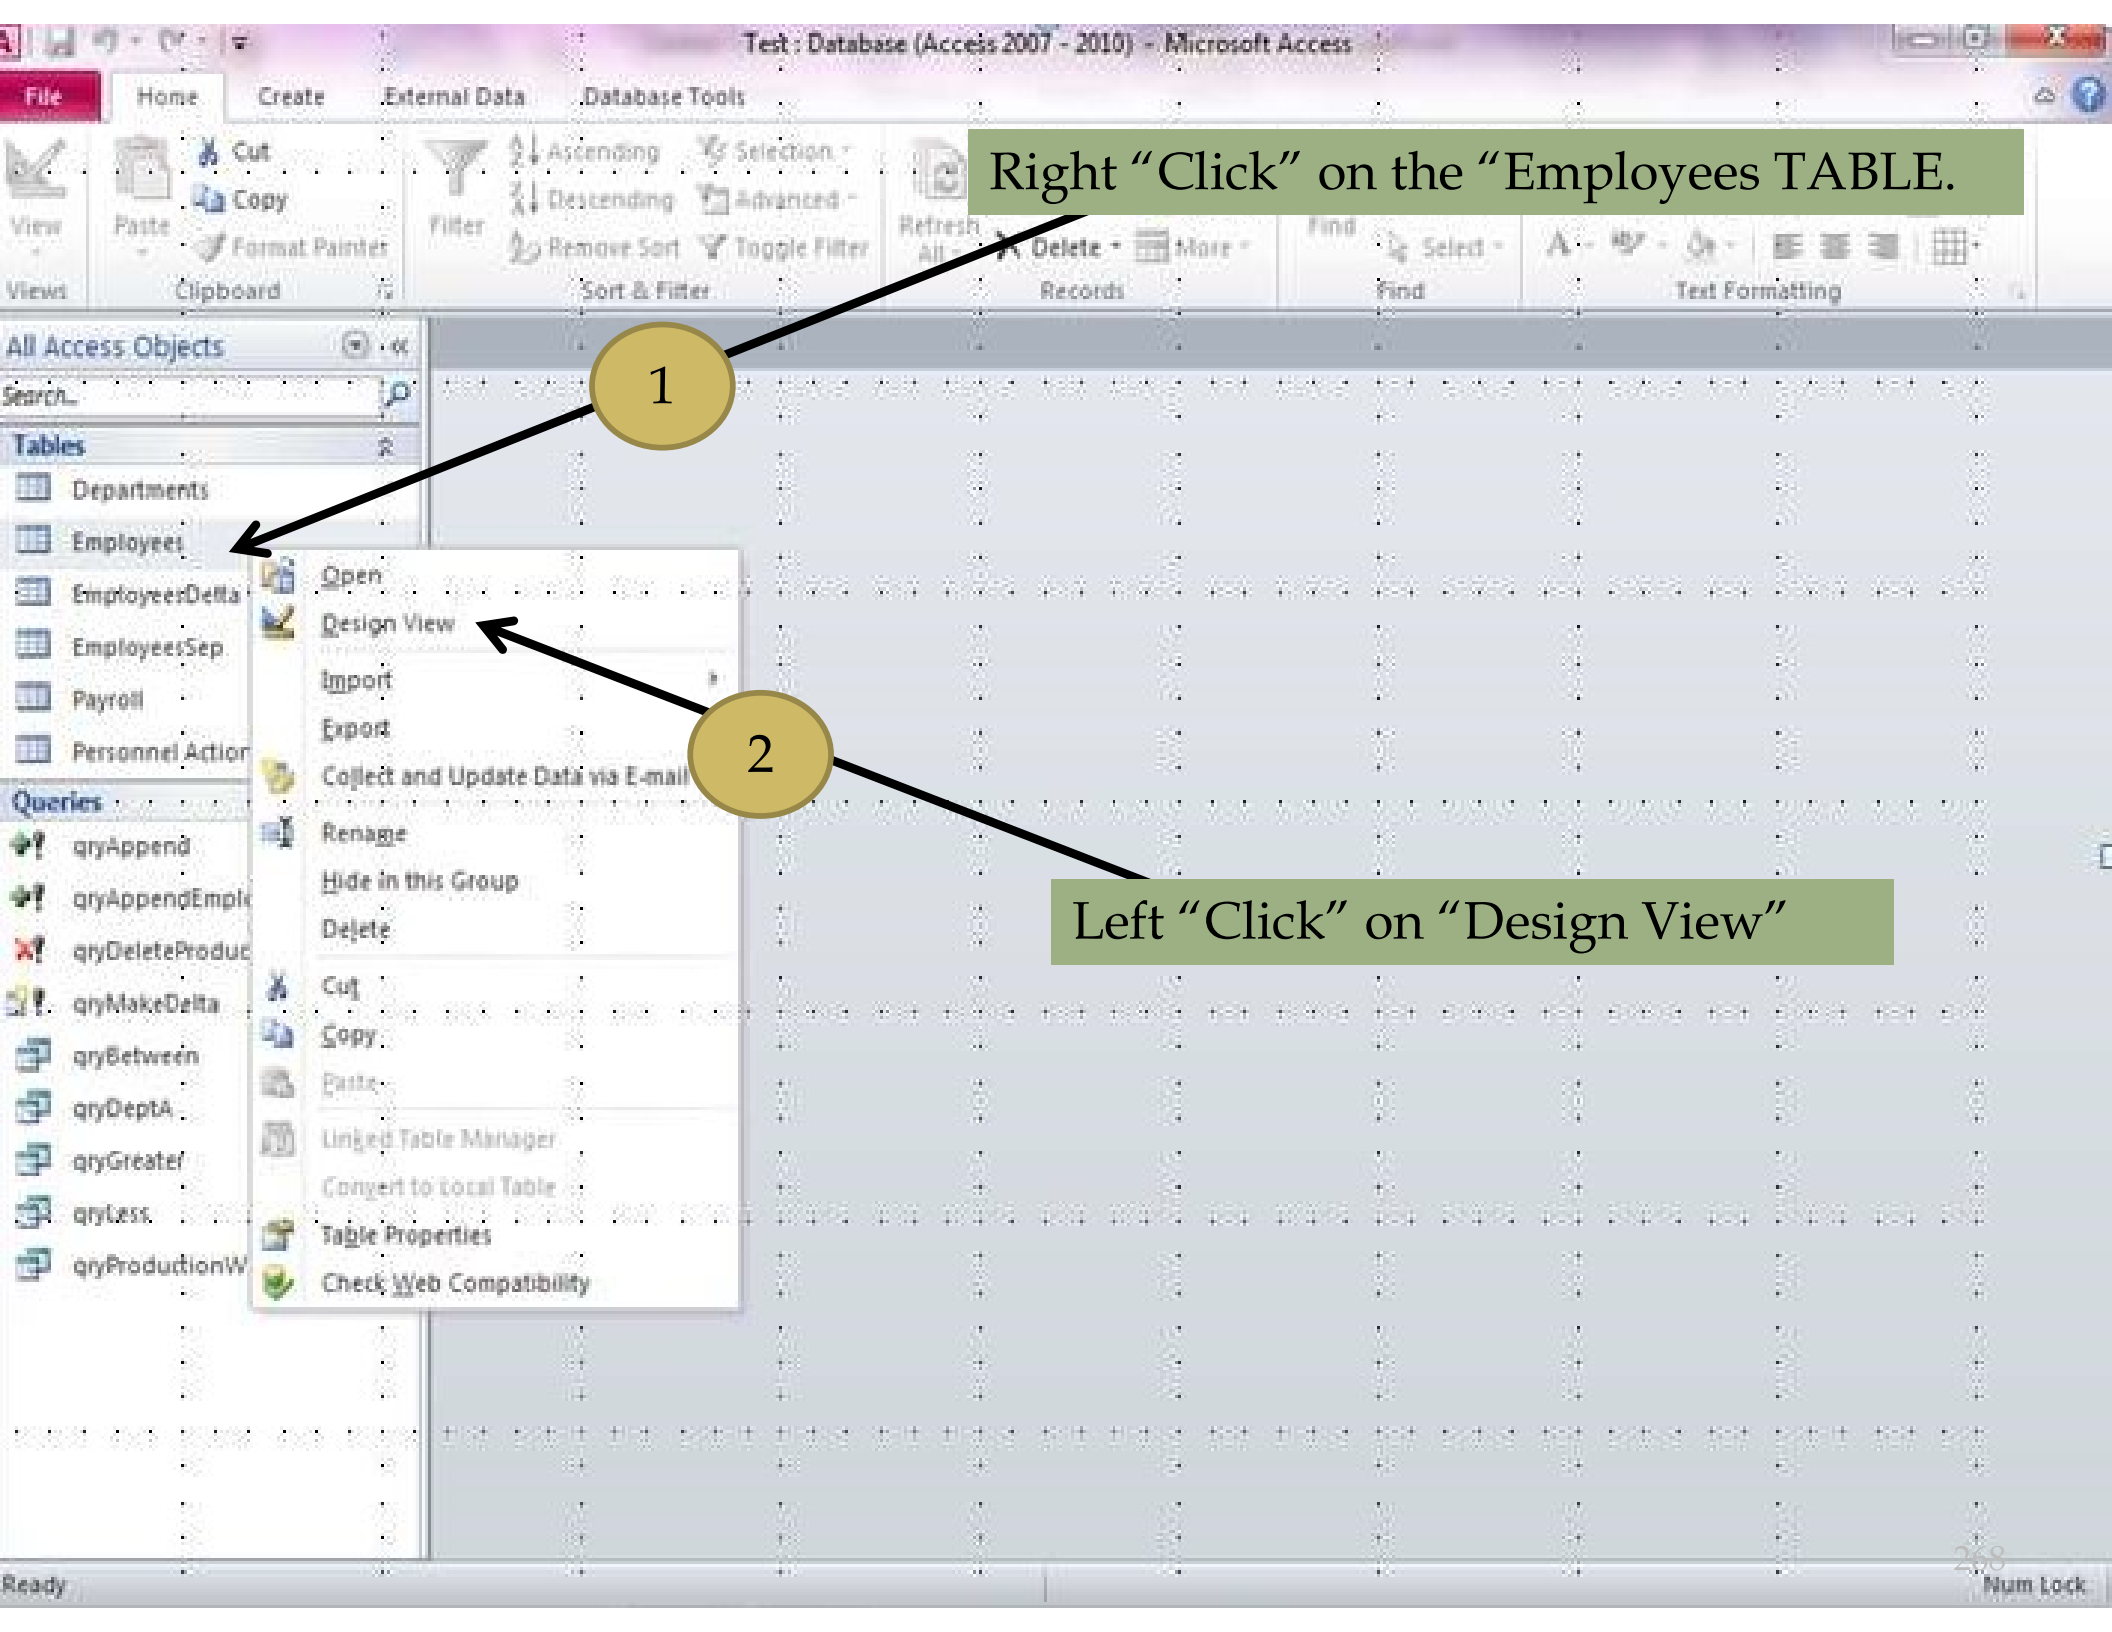 Test : Database (Access 2007 - 2010) - Microsoft Access
File Home Create External Data Database Tools
Cut
Copy
Format Painter
View
Paste
Views
Clipboard
Filter
Ascending
Descending
Remove Sort
Selection
Advanced
Toggle Filter
Sort & Filter
Refresh
All
Delete
More
Records
Find
Select
Find
A
Text Formatting
Right “Click” on the “Employees TABLE.
1
All Access Objects
Search...
Tables
Departments
Employees
EmployeesDelta
EmployeesSep
Payroll
Personnel Action
Queries
qryAppend
qryAppendEmplo
qryDeleteProduc
qryMakeDelta
qryBetween
qryDeptA
qryGreater
qryLess
qryProductionW
Open
Design View
Import
Export
Collect and Update Data via E-mail
Rename
Hide in this Group
Delete
Cut
Copy
Paste
Linked Table Manager
Convert to Local Table
Table Properties
Check Web Compatibility
2
Left “Click” on “Design View”
268
Ready
Num Lock